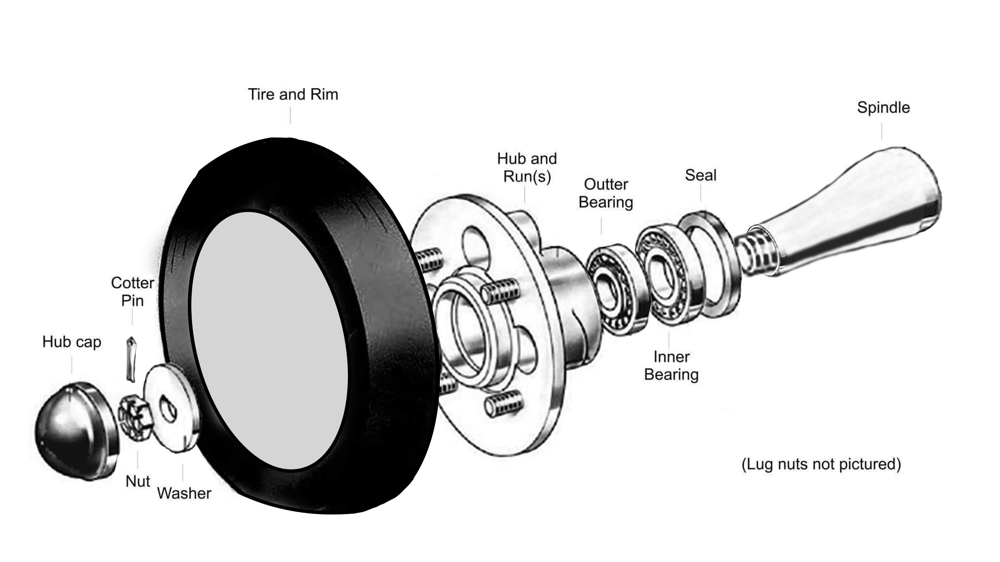 Tire and Rim
Spindle
Hub and
Run(s)
Outter
Bearing
Seal
Cotter
Pin
Hub cap
Inner
Bearing
(Lug nuts not pictured)
Nut
Washer